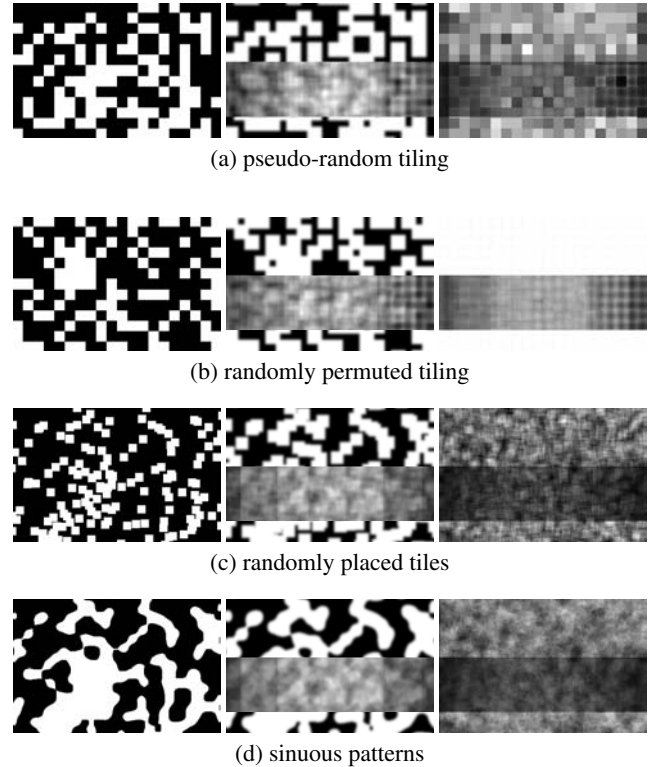 (a) pseudo-random tiling
(b) randomly permuted tiling
(c) randomly placed tiles
(d) sinuous patterns